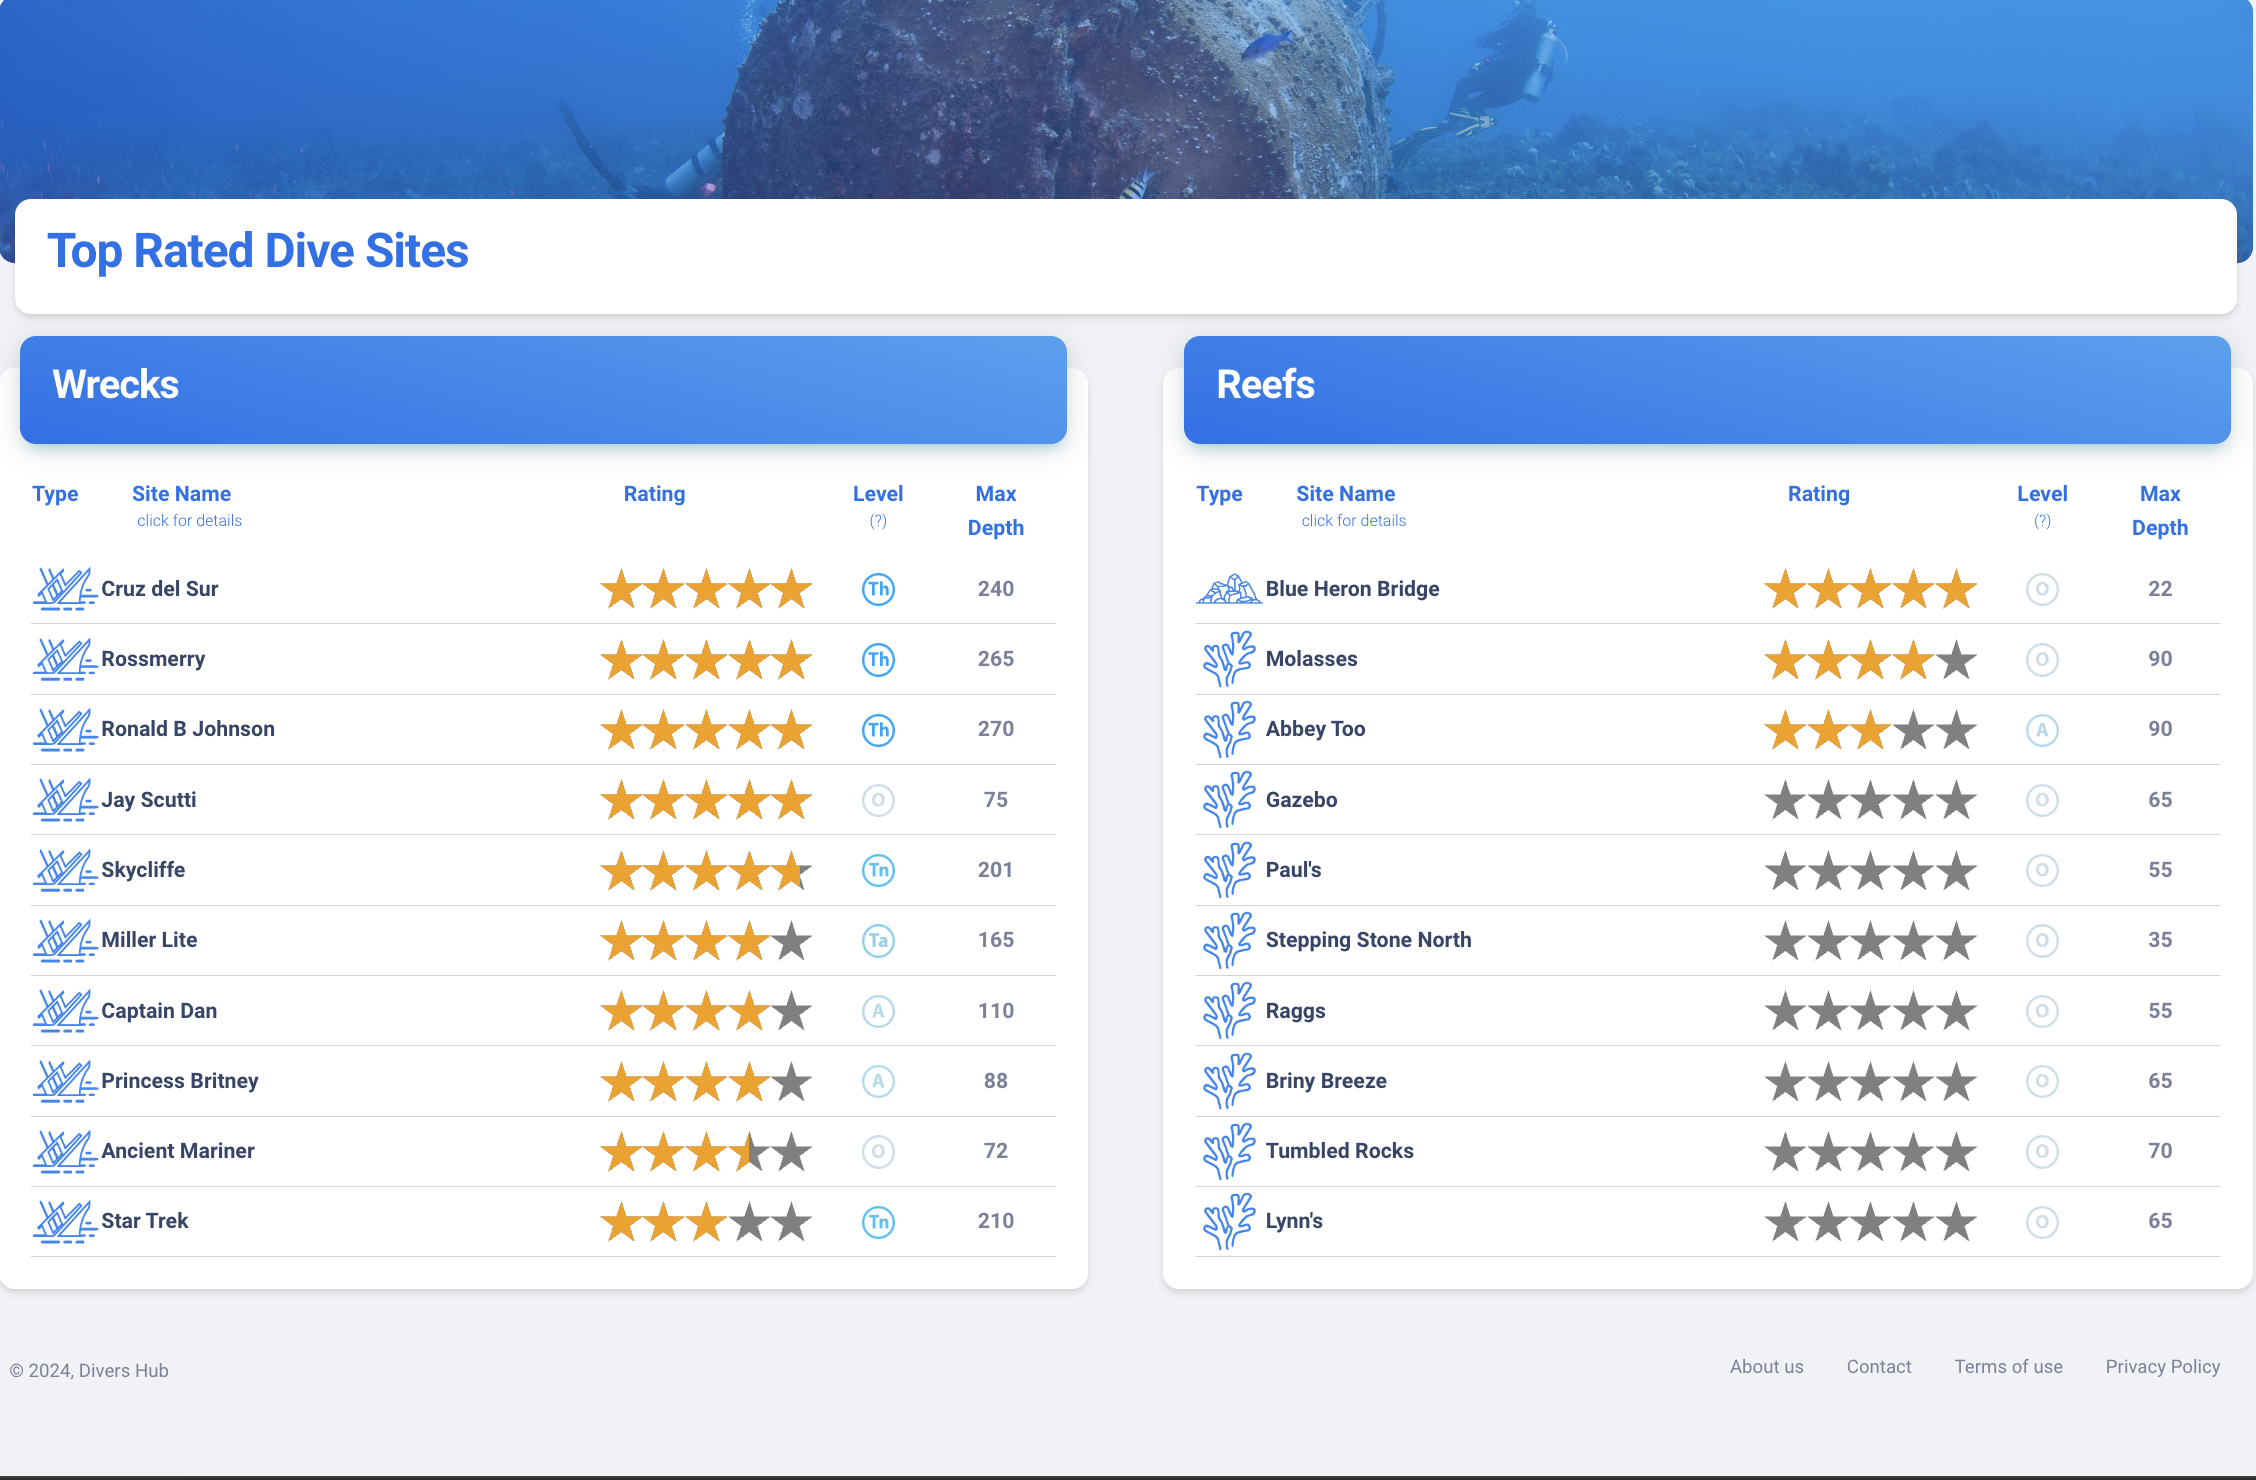 Top Rated Dive Sites
Wrecks
Type Site Name Rating Level Max
click for details (?) Depth
Cruz del Sur Th 240
Rossmerry Th 265
Ronald B Johnson Th 270
Jay Scutti O 75
Skycliffe Tn 201
Miller Lite Ta 165
Captain Dan A 110
Princess Britney A 88
Ancient Mariner O 72
Star Trek Tn 210
Reefs
Type Site Name Rating Level Max
click for details (?) Depth
Blue Heron Bridge O 22
Molasses O 90
Abbey Too A 90
Gazebo O 65
Paul's O 55
Stepping Stone North O 35
Raggs O 55
Briny Breeze O 65
Tumbled Rocks O 70
Lynn's O 65
© 2024, Divers Hub
About us Contact Terms of use Privacy Policy